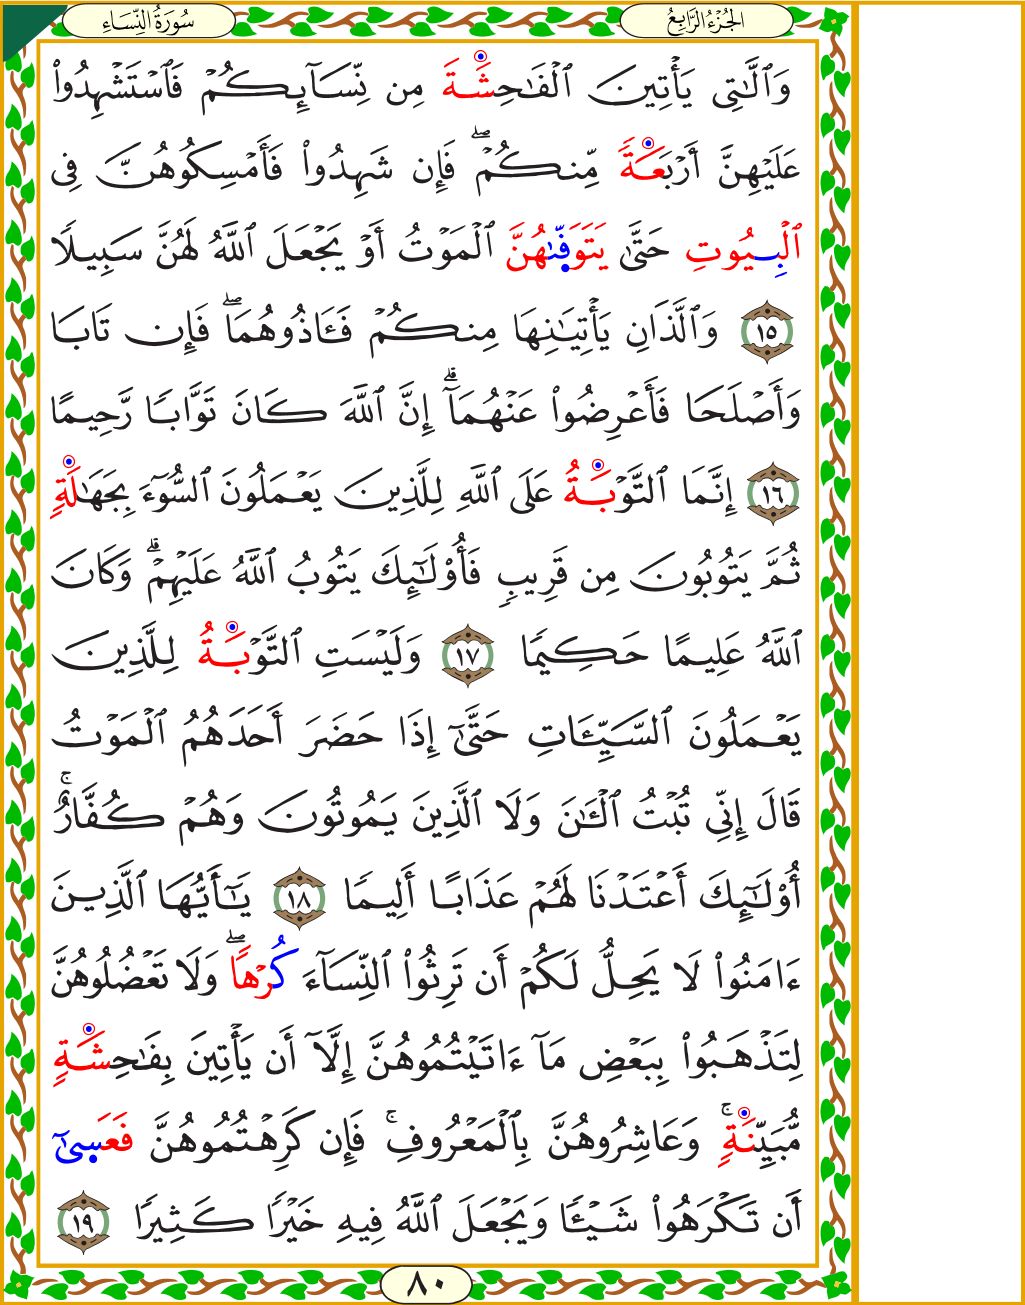 الجُزْءُ الرَّابِعُ
سُورَةُ النِّسَاءِ
وَٱلَّٰتِى يَأْتِينَ ٱلْفَٰحِشَةَ مِن نِّسَآئِكُمْ فَٱسْتَشْهِدُوا۟
عَلَيْهِنَّ أَرْبَعَةً مِّنكُمْ ۖ فَإِن شَهِدُوا۟ فَأَمْسِكُوهُنَّ فِى
ٱلْبِيُوتِ حَتَّىٰ يَتَوَفَّىٰهُنَّ ٱلْمَوْتُ أَوْ يَجْعَلَ ٱللَّهُ لَهُنَّ سَبِيلًا
١٥ وَٱلَّذَانِ يَأْتِيَٰنِهَا مِنكُمْ فَـَٔاذُوهُمَا ۖ فَإِن تَابَا
وَأَصْلَحَا فَأَعْرِضُوا۟ عَنْهُمَآ ۗ إِنَّ ٱللَّهَ كَانَ تَوَّابًا رَّحِيمًا
١٦ إِنَّمَا ٱلتَّوْبَةُ عَلَى ٱللَّهِ لِلَّذِينَ يَعْمَلُونَ ٱلسُّوٓءَ بِجَهَٰلَةٍ
ثُمَّ يَتُوبُونَ مِن قَرِيبٍ فَأُو۟لَٰٓئِكَ يَتُوبُ ٱللَّهُ عَلَيْهِمْ ۗ وَكَانَ
ٱللَّهُ عَلِيمًا حَكِيمًا ١٧ وَلَيْسَتِ ٱلتَّوْبَةُ لِلَّذِينَ
يَعْمَلُونَ ٱلسَّيِّـَٔاتِ حَتَّىٰٓ إِذَا حَضَرَ أَحَدَهُمُ ٱلْمَوْتُ
قَالَ إِنِّى تُبْتُ ٱلْـَٰٔنَ وَلَا ٱلَّذِينَ يَمُوتُونَ وَهُمْ كُفَّارٌ ۚ
أُو۟لَٰٓئِكَ أَعْتَدْنَا لَهُمْ عَذَابًا أَلِيمًا ١٨ يَٰٓأَيُّهَا ٱلَّذِينَ
ءَامَنُوا۟ لَا يَحِلُّ لَكُمْ أَن تَرِثُوا۟ ٱلنِّسَآءَ كُرْهًا ۖ وَلَا تَعْضُلُوهُنَّ
لِتَذْهَبُوا۟ بِبَعْضِ مَآ ءَاتَيْتُمُوهُنَّ إِلَّآ أَن يَأْتِينَ بِفَٰحِشَةٍ
مُّبَيِّنَةٍ ۚ وَعَاشِرُوهُنَّ بِٱلْمَعْرُوفِ ۚ فَإِن كَرِهْتُمُوهُنَّ فَعَسَىٰٓ
أَن تَكْرَهُوا۟ شَيْـًٔا وَيَجْعَلَ ٱللَّهُ فِيهِ خَيْرًا كَثِيرًا ١٩
٨٠